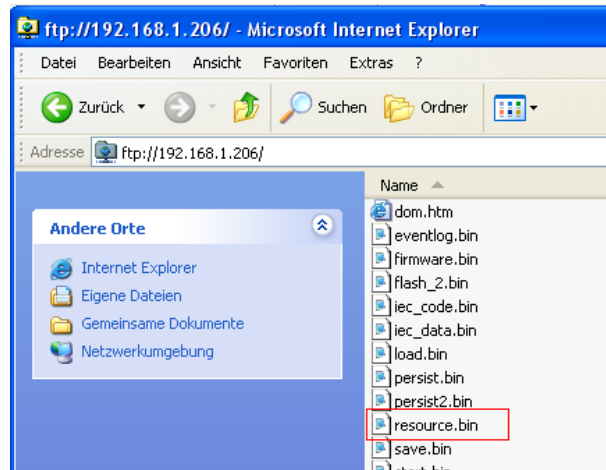 ftp://192.168.1.206/ - Microsoft Internet Explorer
Datei Bearbeiten Ansicht Favoriten Extras ?
Zurück Suchen Ordner
Adresse ftp://192.168.1.206/
Andere Orte
Internet Explorer
Eigene Dateien
Gemeinsame Dokumente
Netzwerkumgebung
Name
dom.htm
eventlog.bin
firmware.bin
flash_2.bin
iec_code.bin
iec_data.bin
load.bin
persist.bin
persist2.bin
resource.bin
save.bin